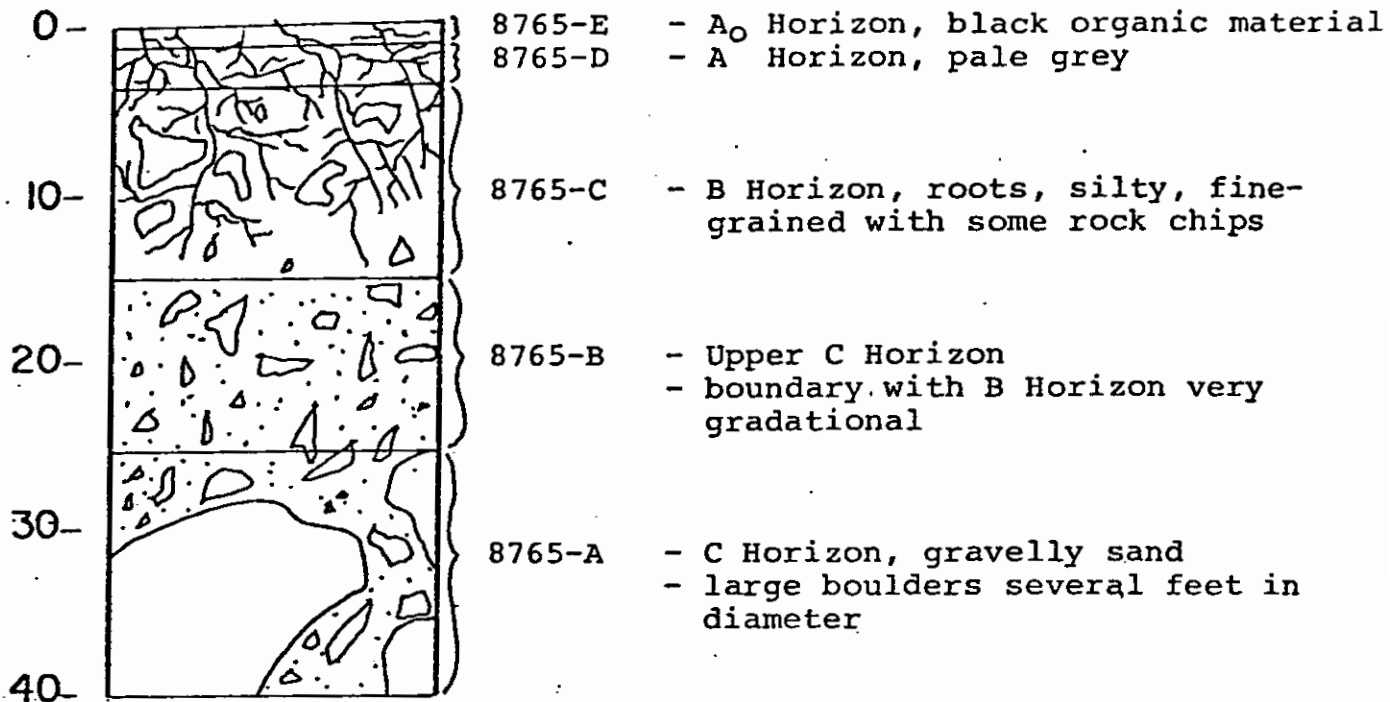 0- 8765-E - Ao Horizon, black organic material
8765-D - A Horizon, pale grey
10- 8765-C - B Horizon, roots, silty, fine-
grained with some rock chips
20- 8765-B - Upper C Horizon
- boundary with B Horizon very
gradational
30- 8765-A - C Horizon, gravelly sand
- large boulders several feet in
diameter
40-